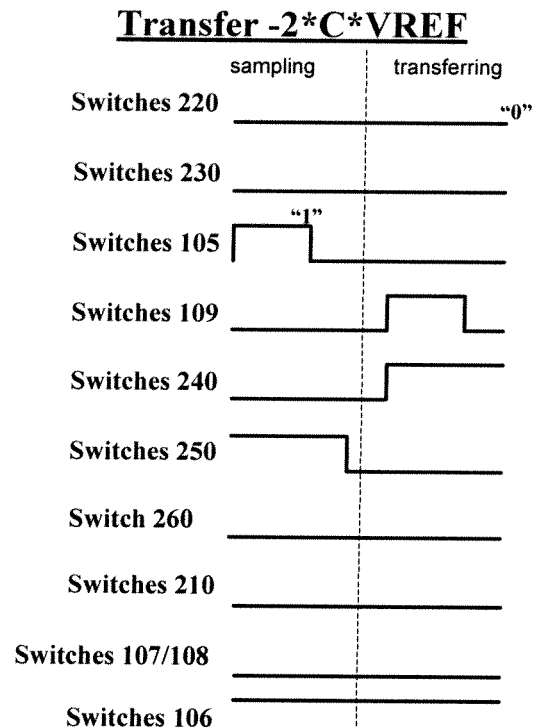 Transfer -2*C*VREF
sampling transferring
Switches 220 “0”
Switches 230
“1”
Switches 105
Switches 109
Switches 240
Switches 250
Switch 260
Switches 210
Switches 107/108
Switches 106